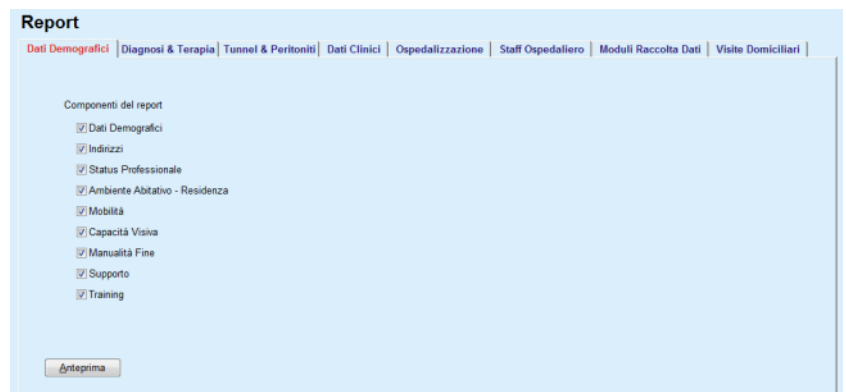 Report
Dati Demografici Diagnosi & Terapia Tunnel & Peritoniti Dati Clinici Ospedalizzazione Staff Ospedaliero Moduli Raccolta Dati Visite Domiciliari
Componenti del report
Dati Demografici
Indirizzi
Status Professionale
Ambiente Abitativo - Residenza
Mobilità
Capacità Visiva
Manualità Fine
Supporto
Training
Anteprima